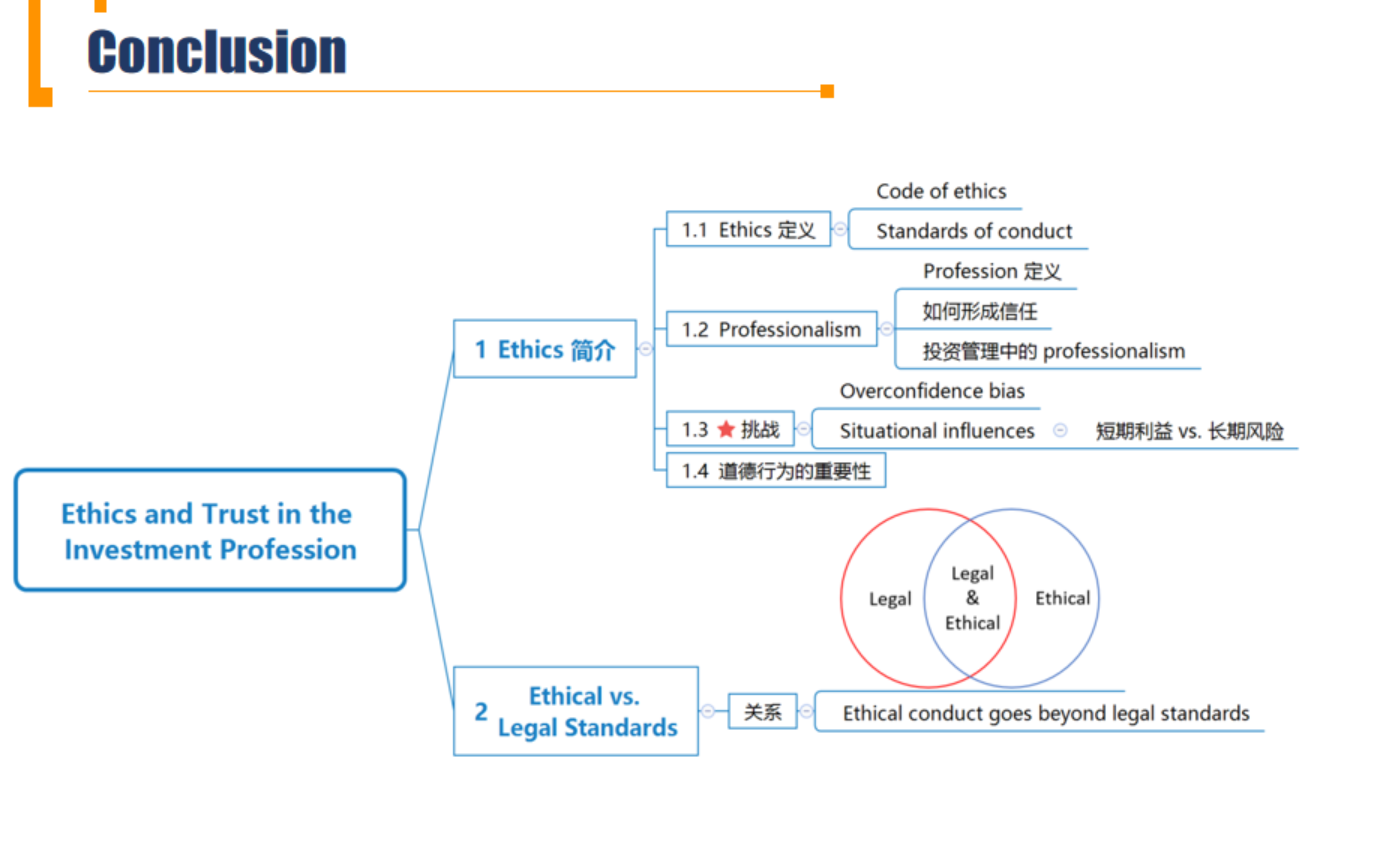 Conclusion
Code of ethics
1.1 Ethics 定义
Standards of conduct
Profession 定义
1.2 Professionalism
如何形成信任
投资管理中的 professionalism
1 Ethics 简介
Overconfidence bias
1.3 挑战
Situational influences
短期利益 vs. 长期风险
1.4 道德行为的重要性
Ethics and Trust in the
Investment Profession
Legal
Legal
&
Ethical
Ethical
2
Ethical vs.
Legal Standards
关系
Ethical conduct goes beyond legal standards